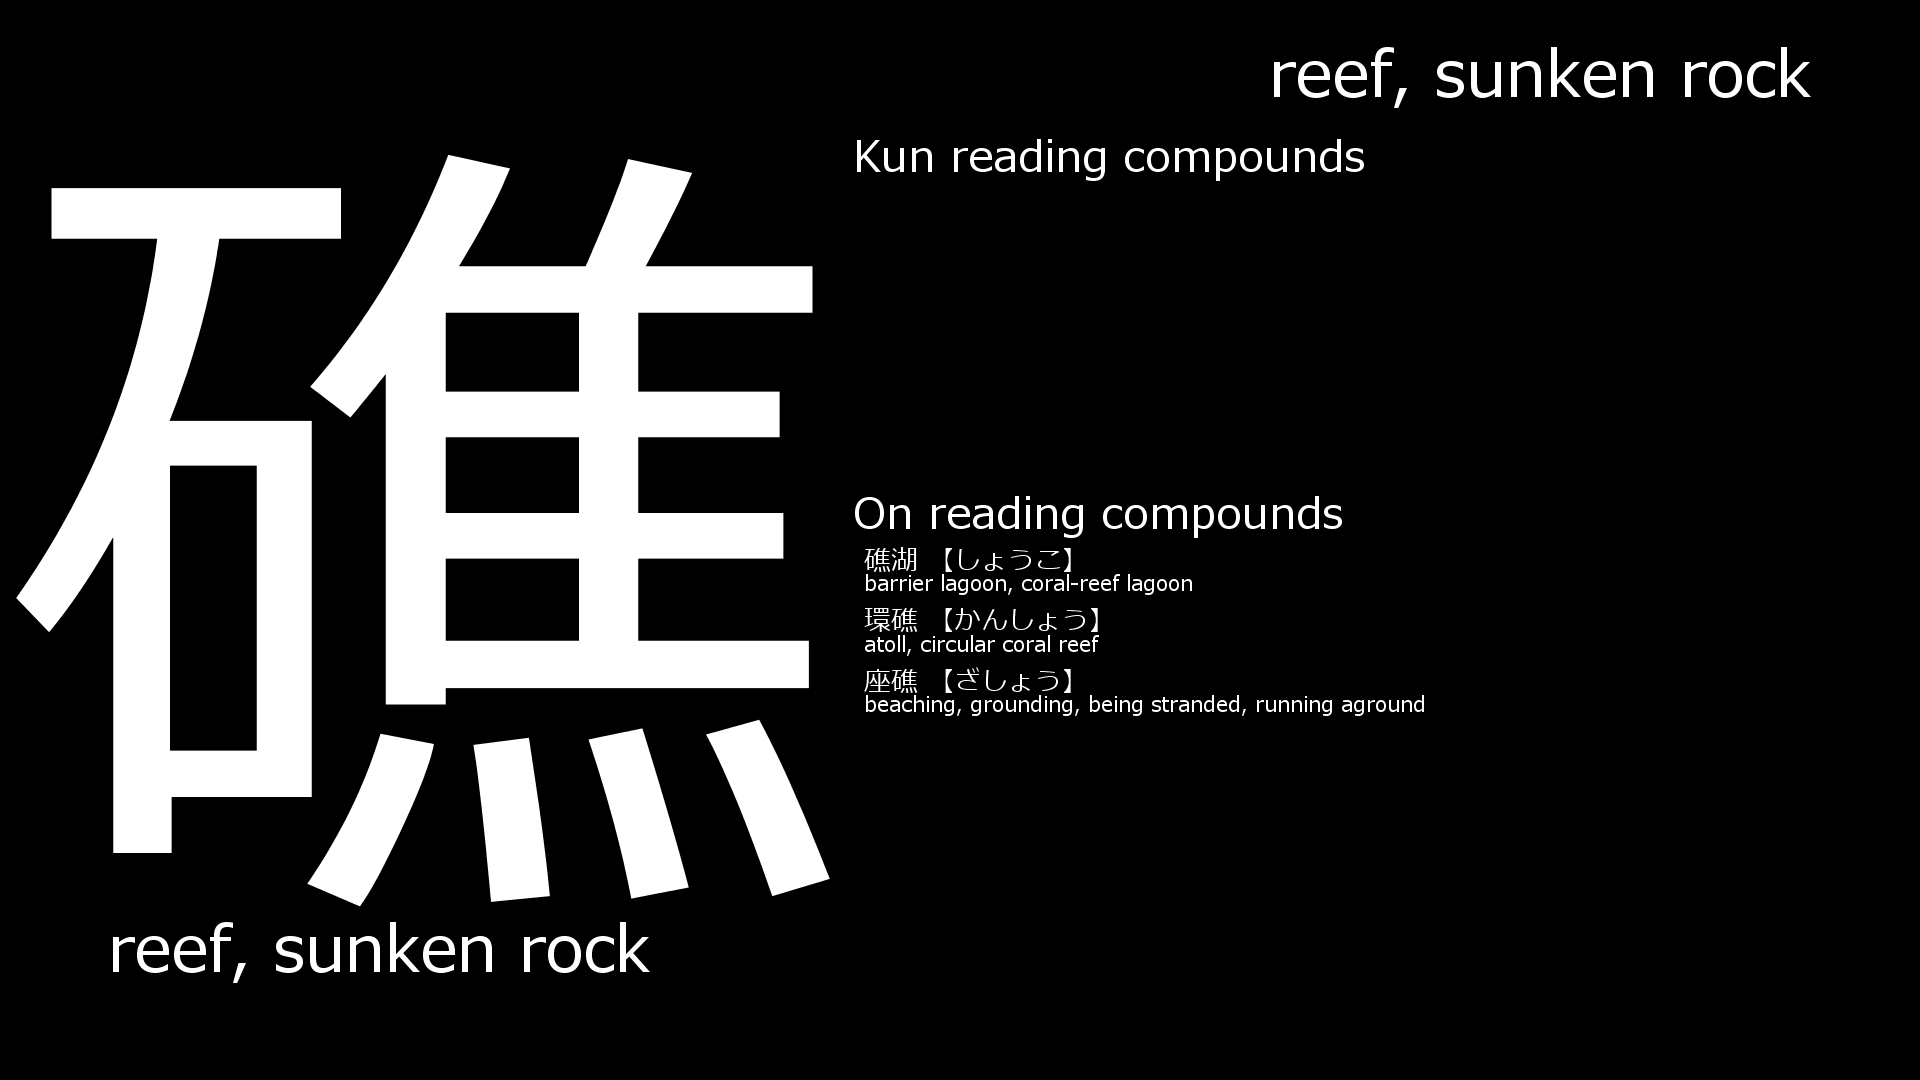 礁
reef, sunken rock
reef, sunken rock
Kun reading compounds
On reading compounds
礁湖 【しょうこ】
barrier lagoon, coral-reef lagoon
環礁 【かんしょう】
atoll, circular coral reef
座礁 【ざしょう】
beaching, grounding, being stranded, running aground